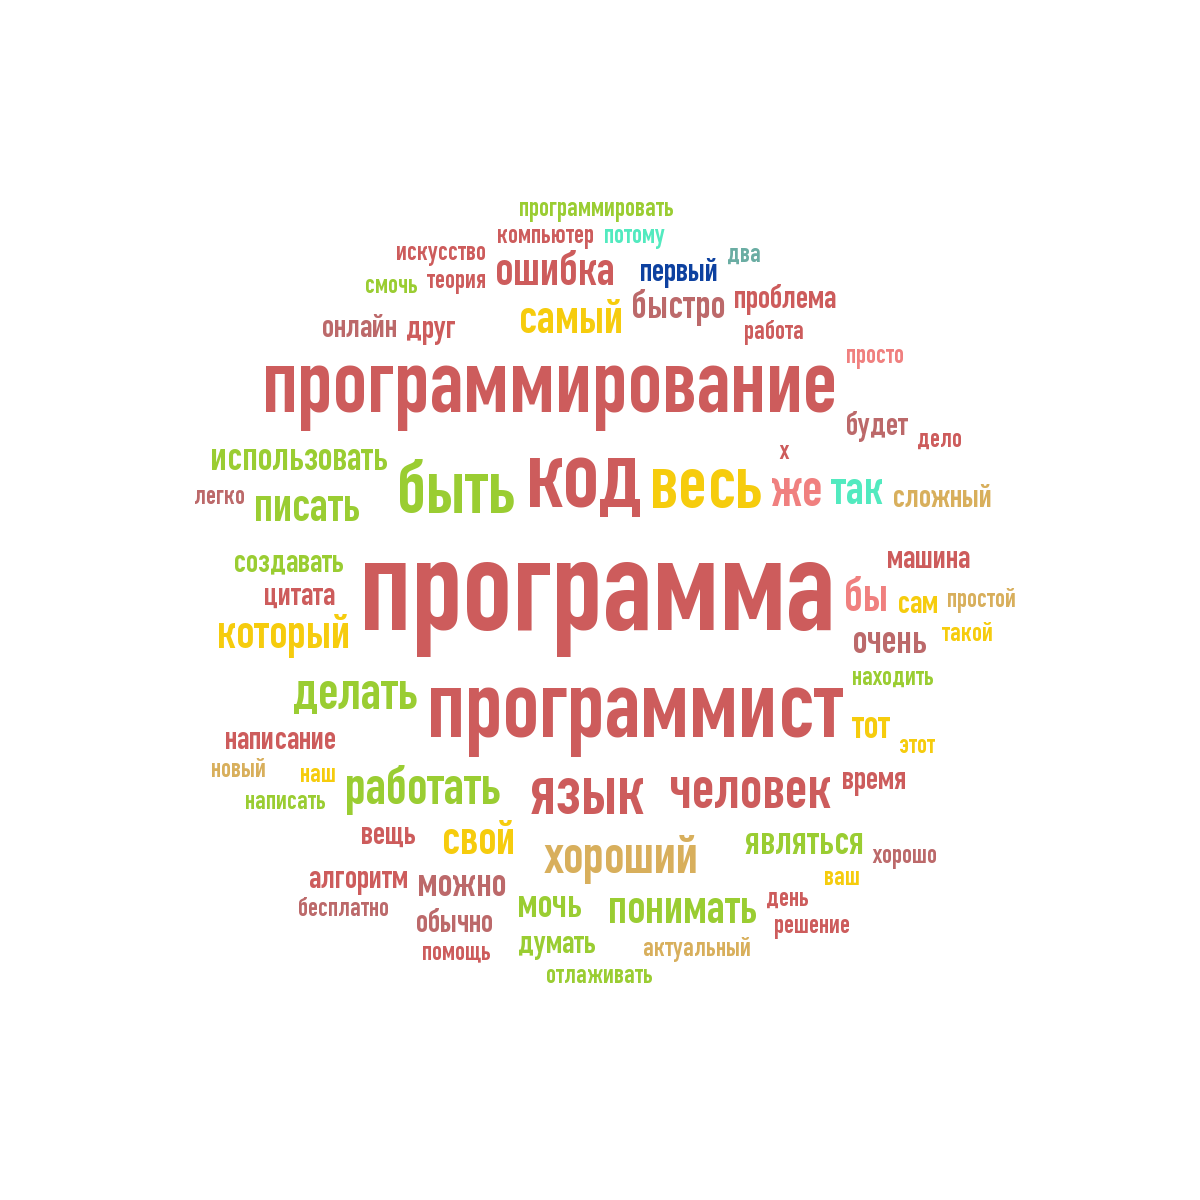 программировать
компьютер потому
искусство ошибка первый два
смочь теория самый быстро проблема
онлайн друг работа
просто
программирование
будет дело
использовать быть код весь х
легко писать же так сложный
создавать программа машина
цитата бы сам простой
который очень такой
делать программист находить
тот этот
написание
новый наш работать язык человек время
написать
вещь свой хороший являться хорошо
алгоритм можно ваш
бесплатно обычно мочь понимать день
помощь думать актуальный решение
отлаживать